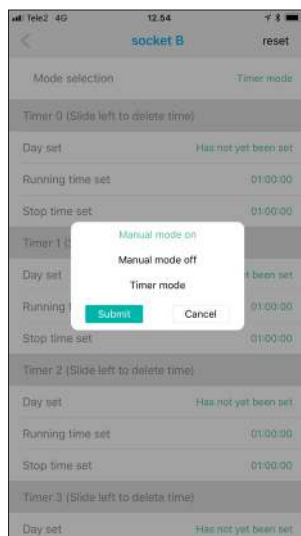 Tele2 4G 12.54
socket B reset
Mode selection Timer mode
Timer 0 (Slide left to delete time)
Day set Has not yet been set
Running time set 01:00:00
Stop time set 01:00:00
Timer 1 (S
Day set t been set
Running t 01:00:00
Stop time set 01:00:00
Manual mode on
Manual mode off
Timer mode
Submit Cancel
Timer 2 (Slide left to delete time)
Day set Has not yet been set
Running time set 01:00:00
Stop time set 01:00:00
Timer 3 (Slide left to delete time)
Day set Has not yet been set